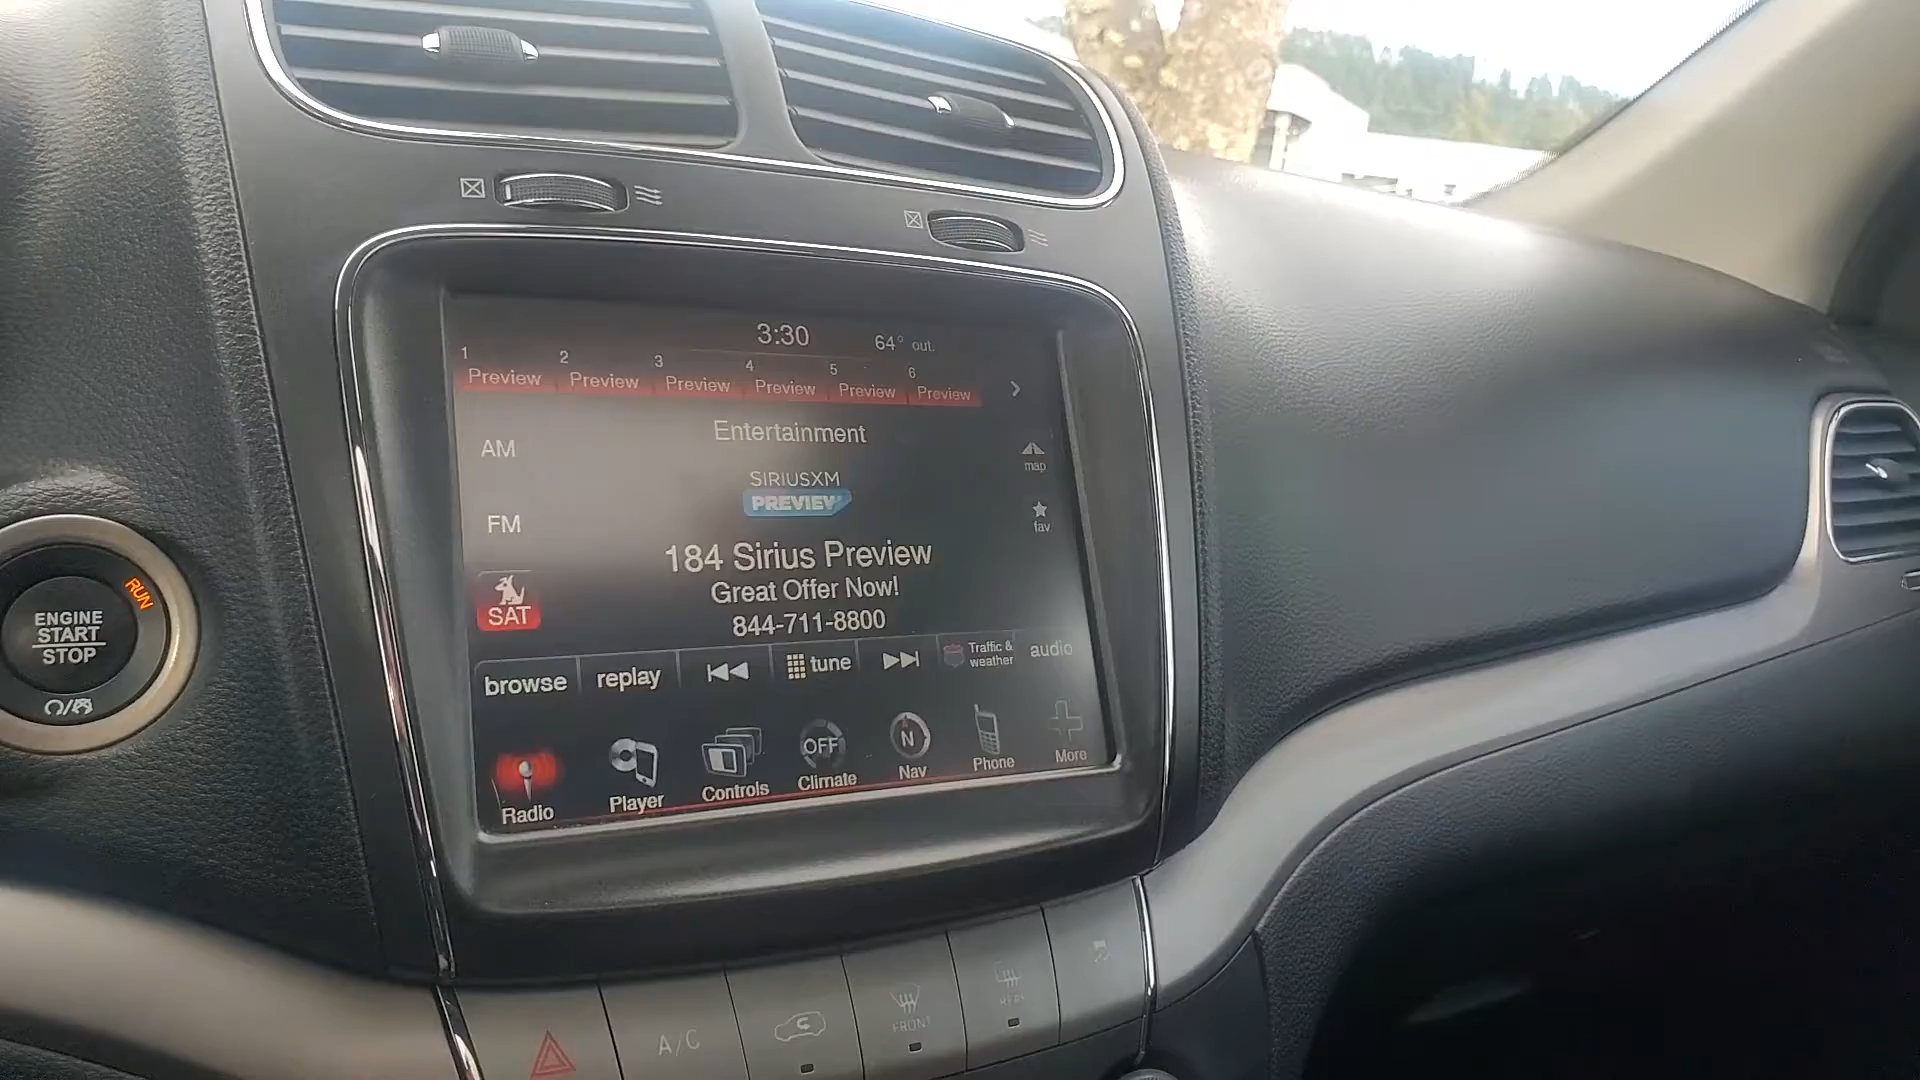 3:30
64° out.
1 2 3 4 5 6
Preview Preview Preview Preview Preview Preview
Entertainment
AM
map
SIRIUSXM
PREVIEW
FM
fav
184 Sirius Preview
Great Offer Now!
SAT
844-711-8800
browse replay tune Traffic & weather audio
OFF
N
Radio Player Controls Climate Nav Phone More
RUN
ENGINE
START
STOP
A/C
FRONT
REAR